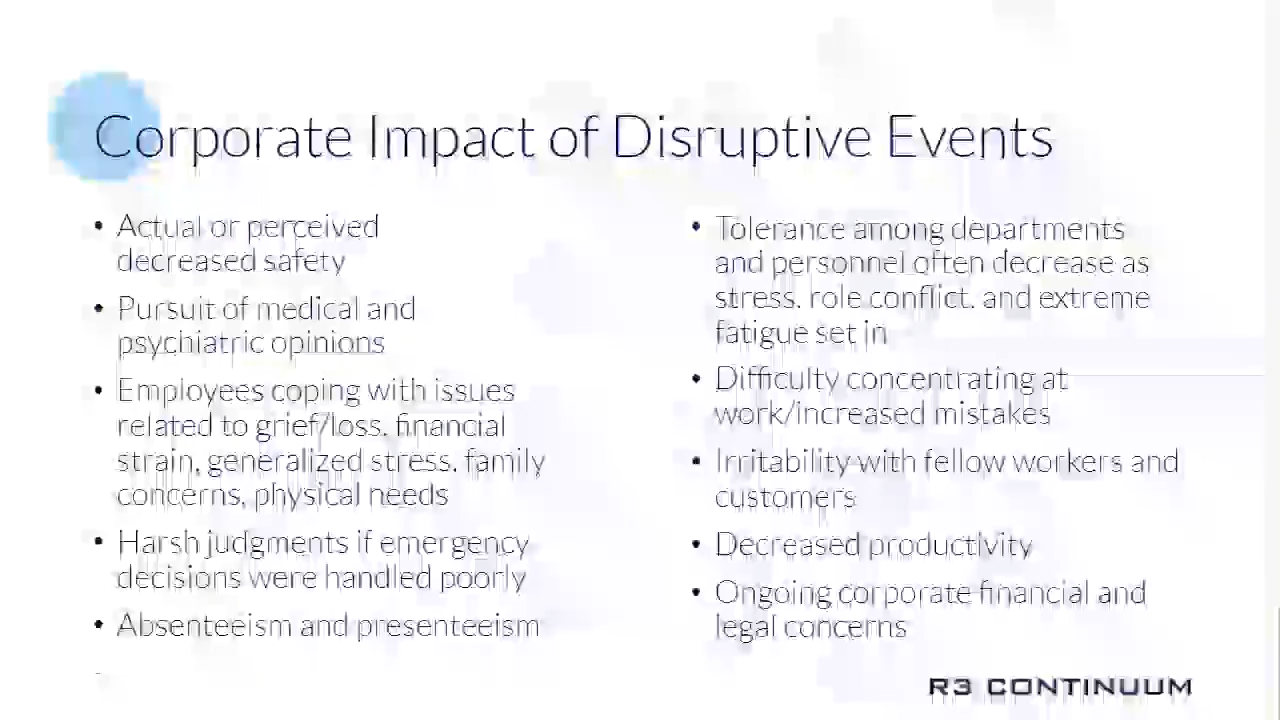 Corporate Impact of Disruptive Events
• Actual or perceived
decreased safety
• Pursuit of medical and
psychiatric opinions
• Employees coping with issues
related to grief/loss, financial
strain, generalized stress, family
concerns, physical needs
• Harsh judgments if emergency
decisions were handled poorly
• Absenteeism and presenteeism
• Tolerance among departments
and personnel often decrease as
stress, role conflict, and extreme
fatigue set in
• Difficulty concentrating at
work/increased mistakes
• Irritability with fellow workers and
customers
• Decreased productivity
• Ongoing corporate financial and
legal concerns
R3 CONTINUUM